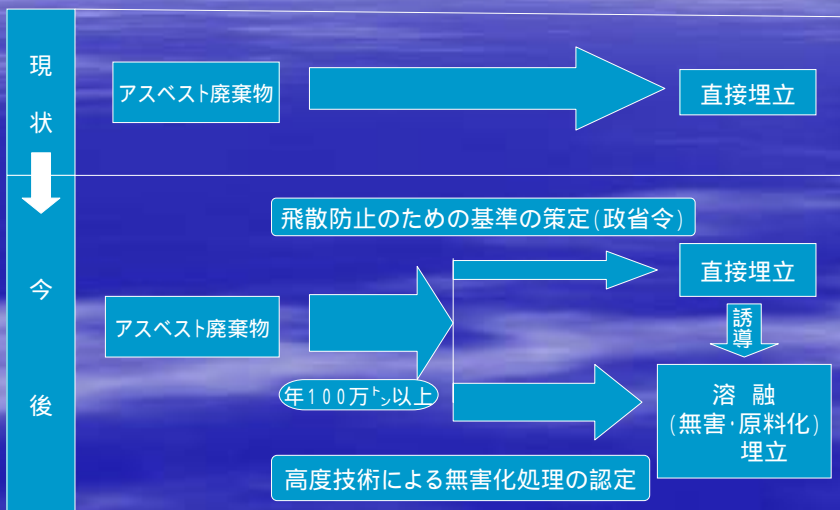 現状
アスベスト廃棄物
直接埋立
今後
飛散防止のための基準の策定(政省令)
直接埋立
誘導
アスベスト廃棄物
年100万㌧以上
溶融
(無害・原料化)
埋立
高度技術による無害化処理の認定